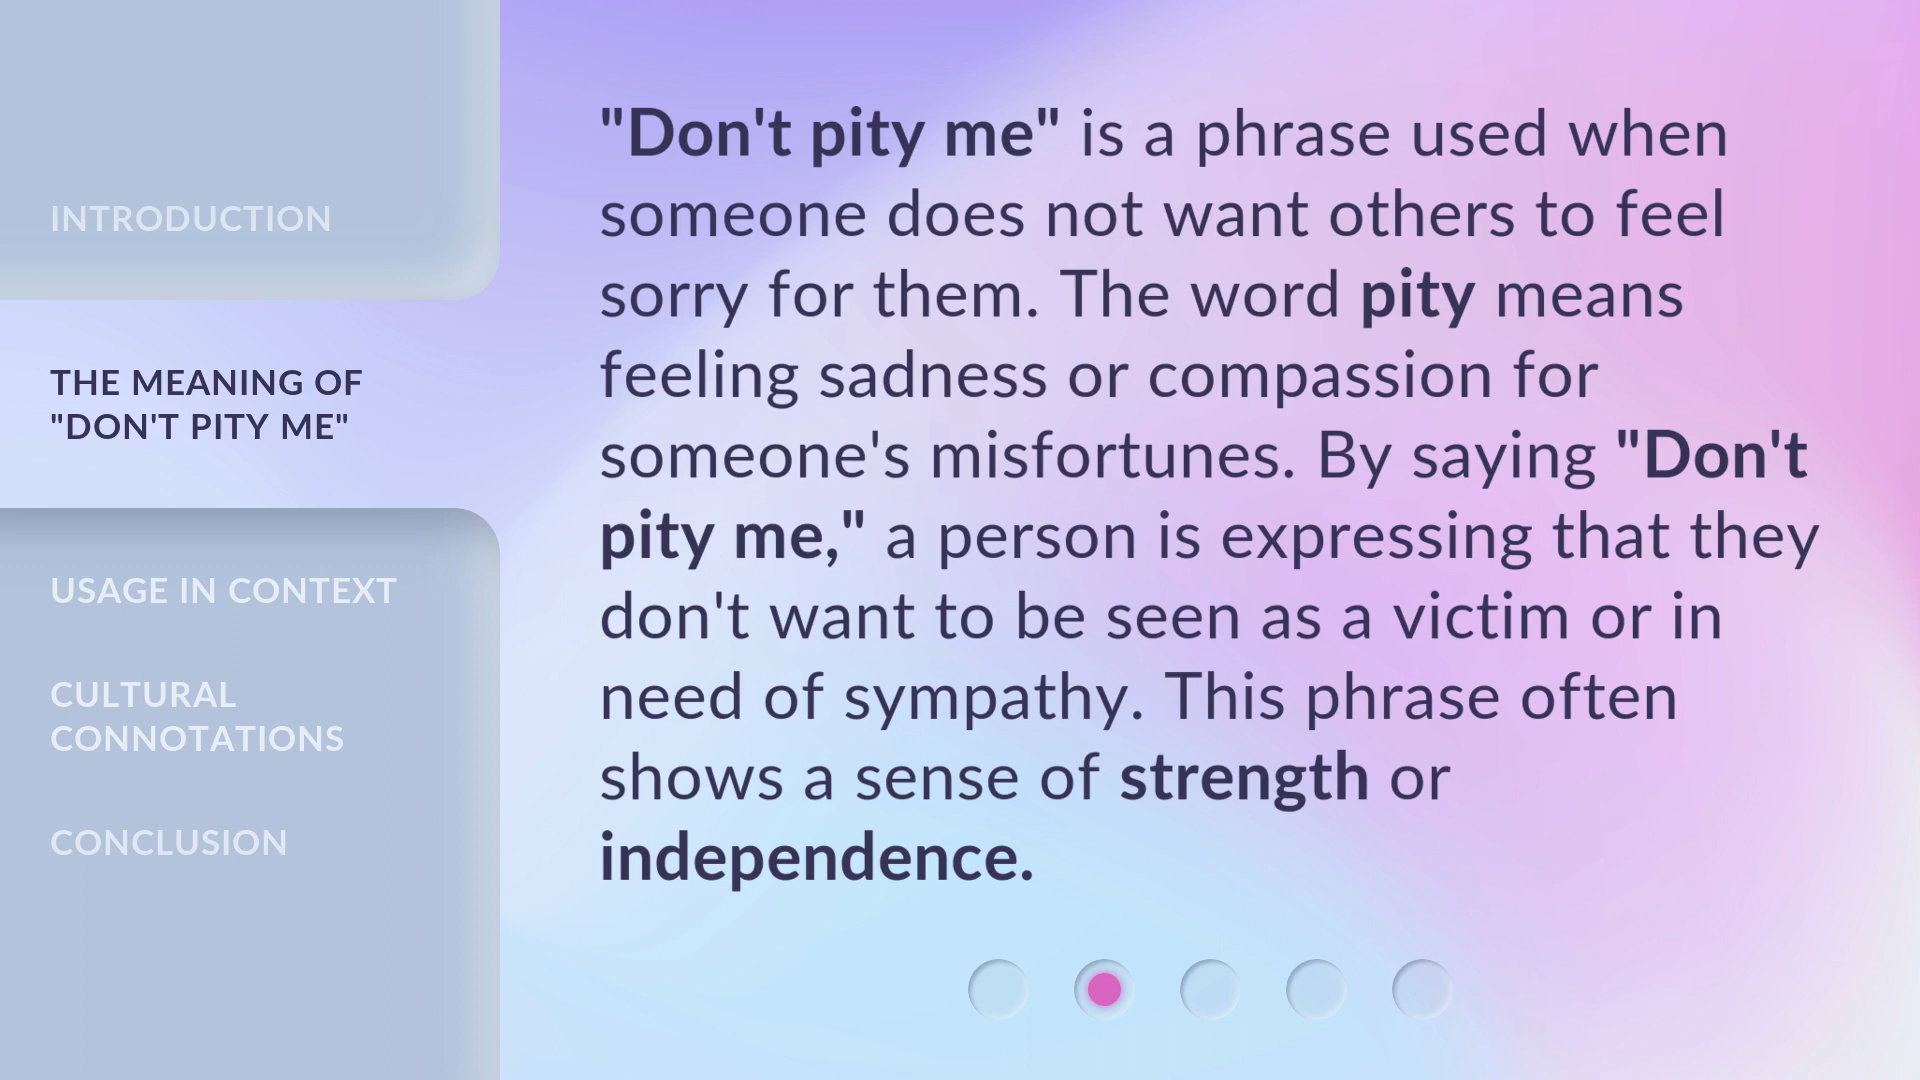 INTRODUCTION
THE MEANING OF
"DON'T PITY ME"
USAGE IN CONTEXT
CULTURAL
CONNOTATIONS
CONCLUSION
"Don't pity me" is a phrase used when
someone does not want others to feel
sorry for them. The word pity means
feeling sadness or compassion for
someone's misfortunes. By saying "Don't
pity me," a person is expressing that they
don't want to be seen as a victim or in
need of sympathy. This phrase often
shows a sense of strength or
independence.